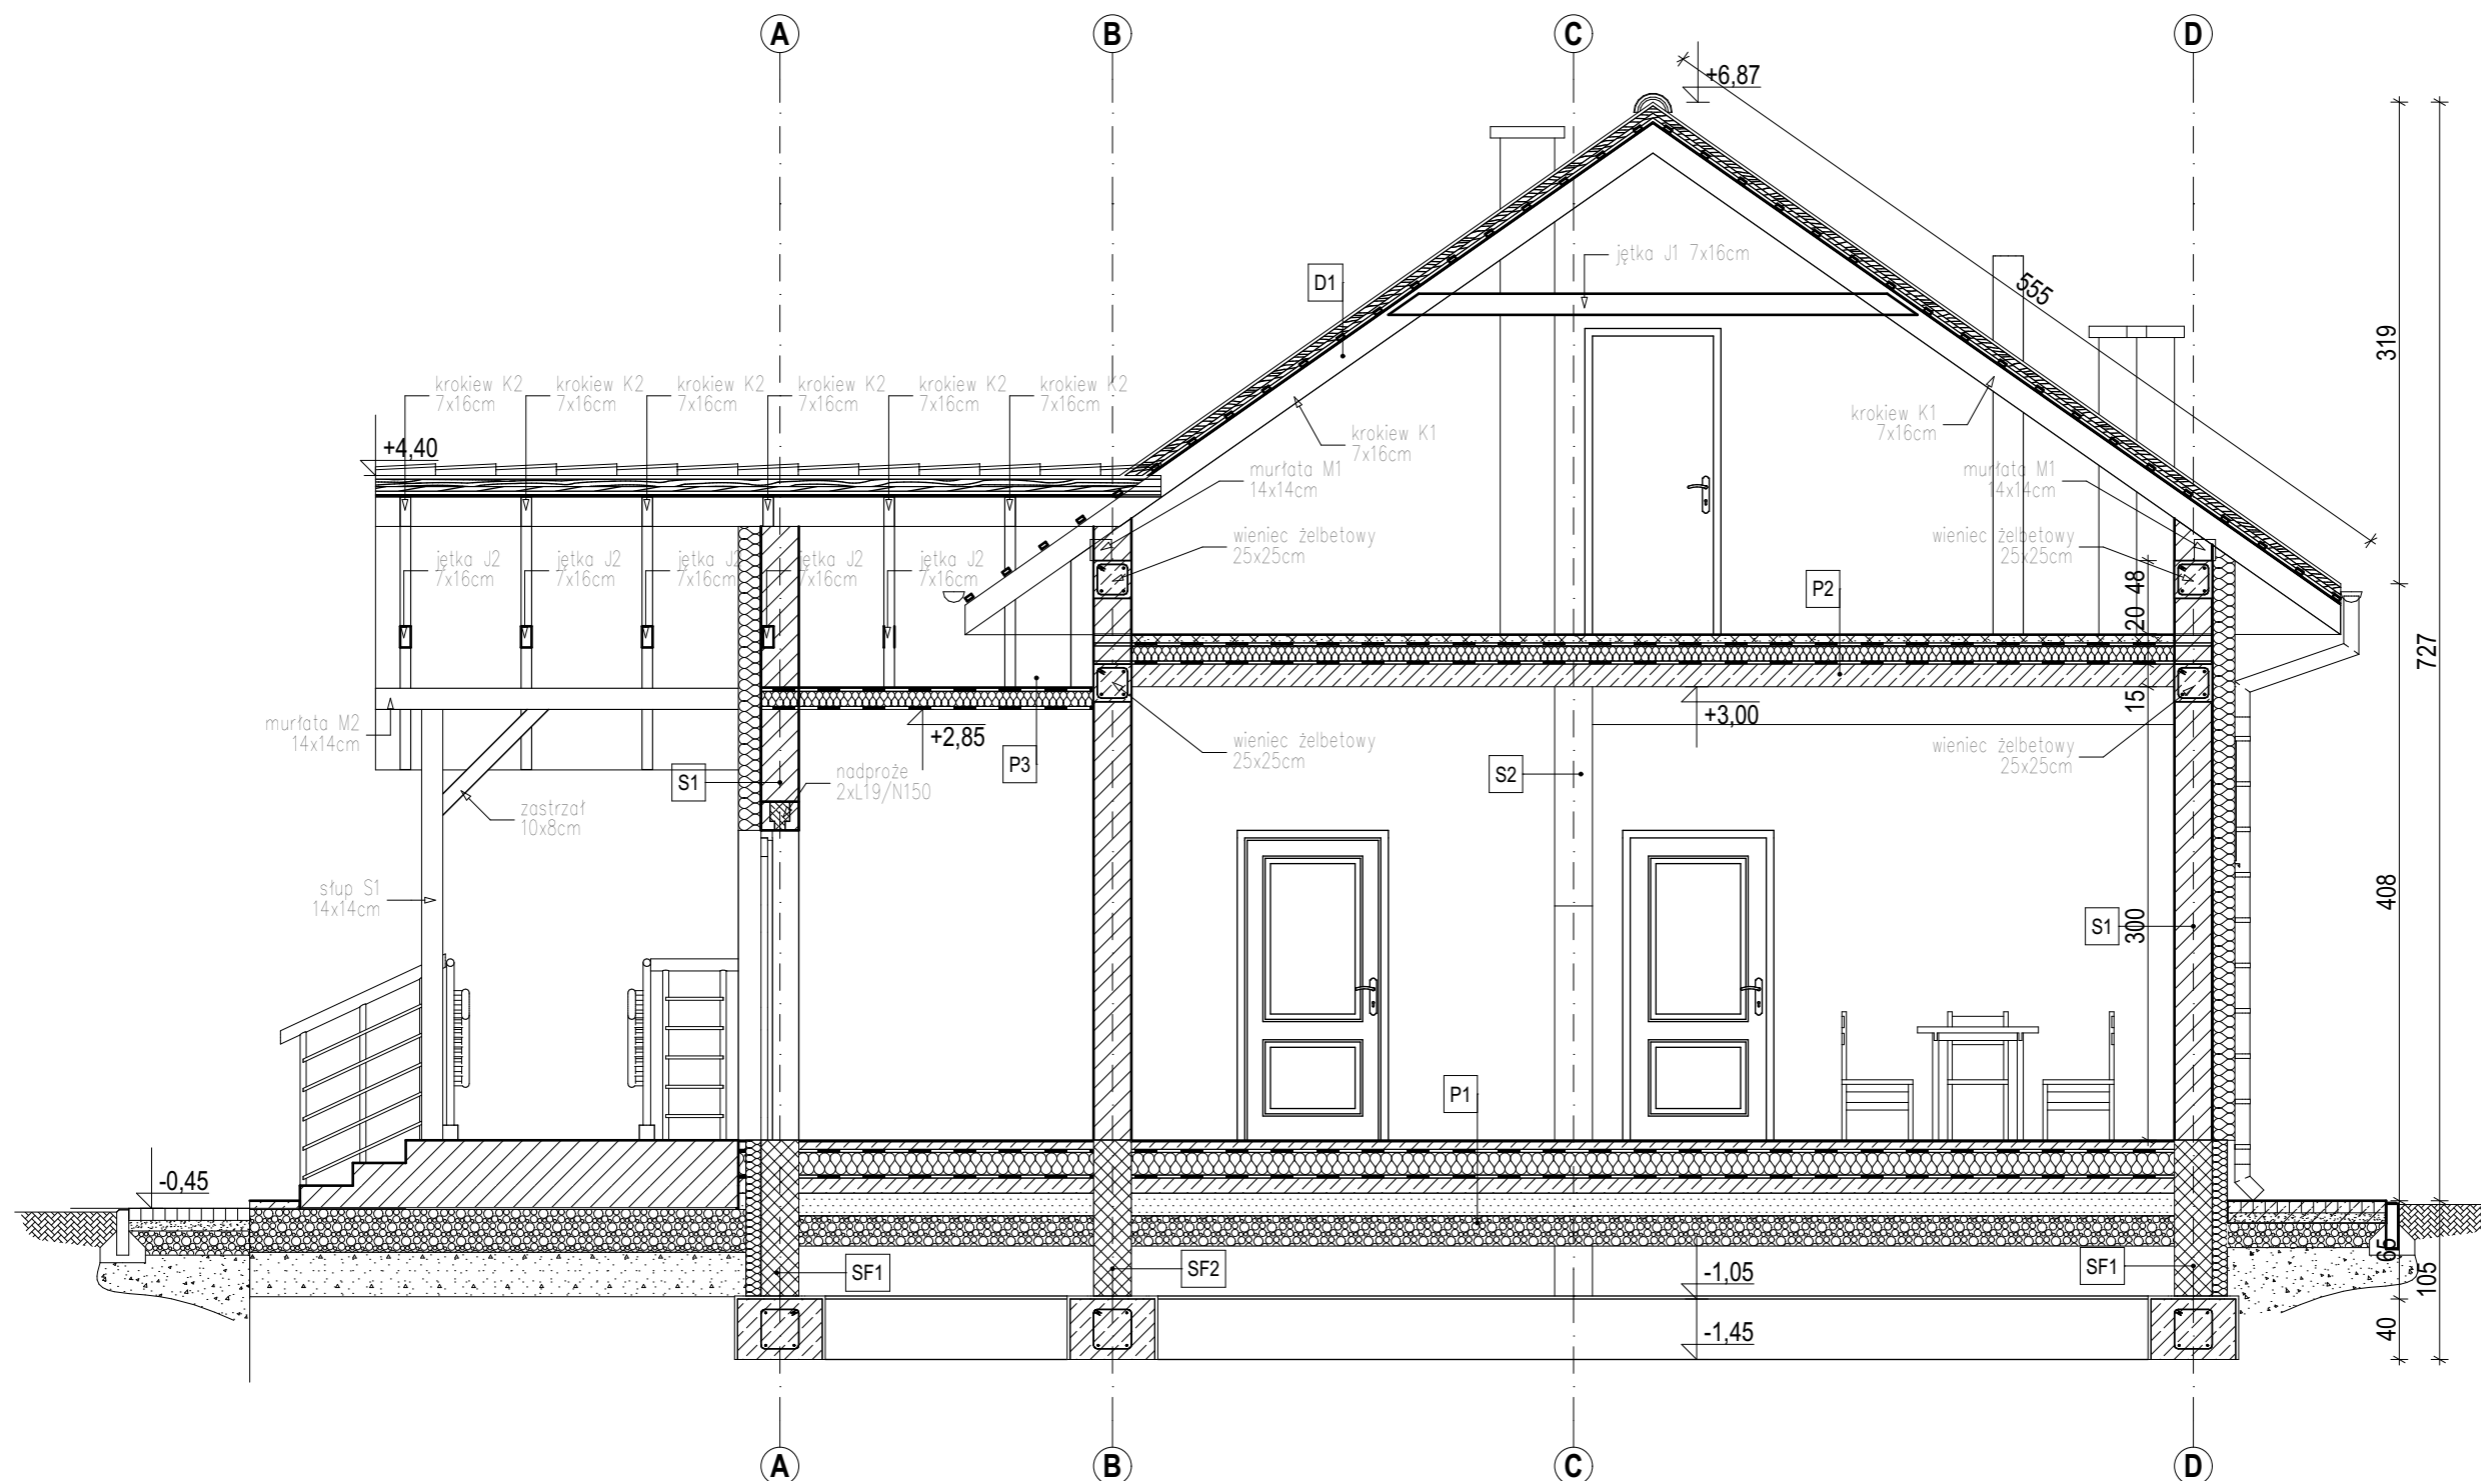 A B C D
+6,87
jętka J1 7x16cm
D1
555
319
krokiew K2
7x16cm
krokiew K2
7x16cm
krokiew K2
7x16cm
krokiew K2
7x16cm
krokiew K2
7x16cm
krokiew K2
7x16cm
krokiew K1
7x16cm
krokiew K1
7x16cm
+4,40
murłata M1
14x14cm
murłata M1
14x14cm
wieniec żelbetowy
25x25cm
wieniec żelbetowy
25x25cm
jętka J2
7x16cm
jętka J2
7x16cm
jętka J2
7x16cm
jętka J2
7x16cm
jętka J2
7x16cm
P2
48
20
15
727
murłata M2
14x14cm
+2,85
+3,00
P3
S1
nadproże
2xL19/N150
wieniec żelbetowy
25x25cm
S2
wieniec żelbetowy
25x25cm
zastrzał
10x8cm
słup S1
14x14cm
S1
300
408
P1
-0,45
SF1
SF2
SF1
-1,05
-1,45
65
105
40
A B C D